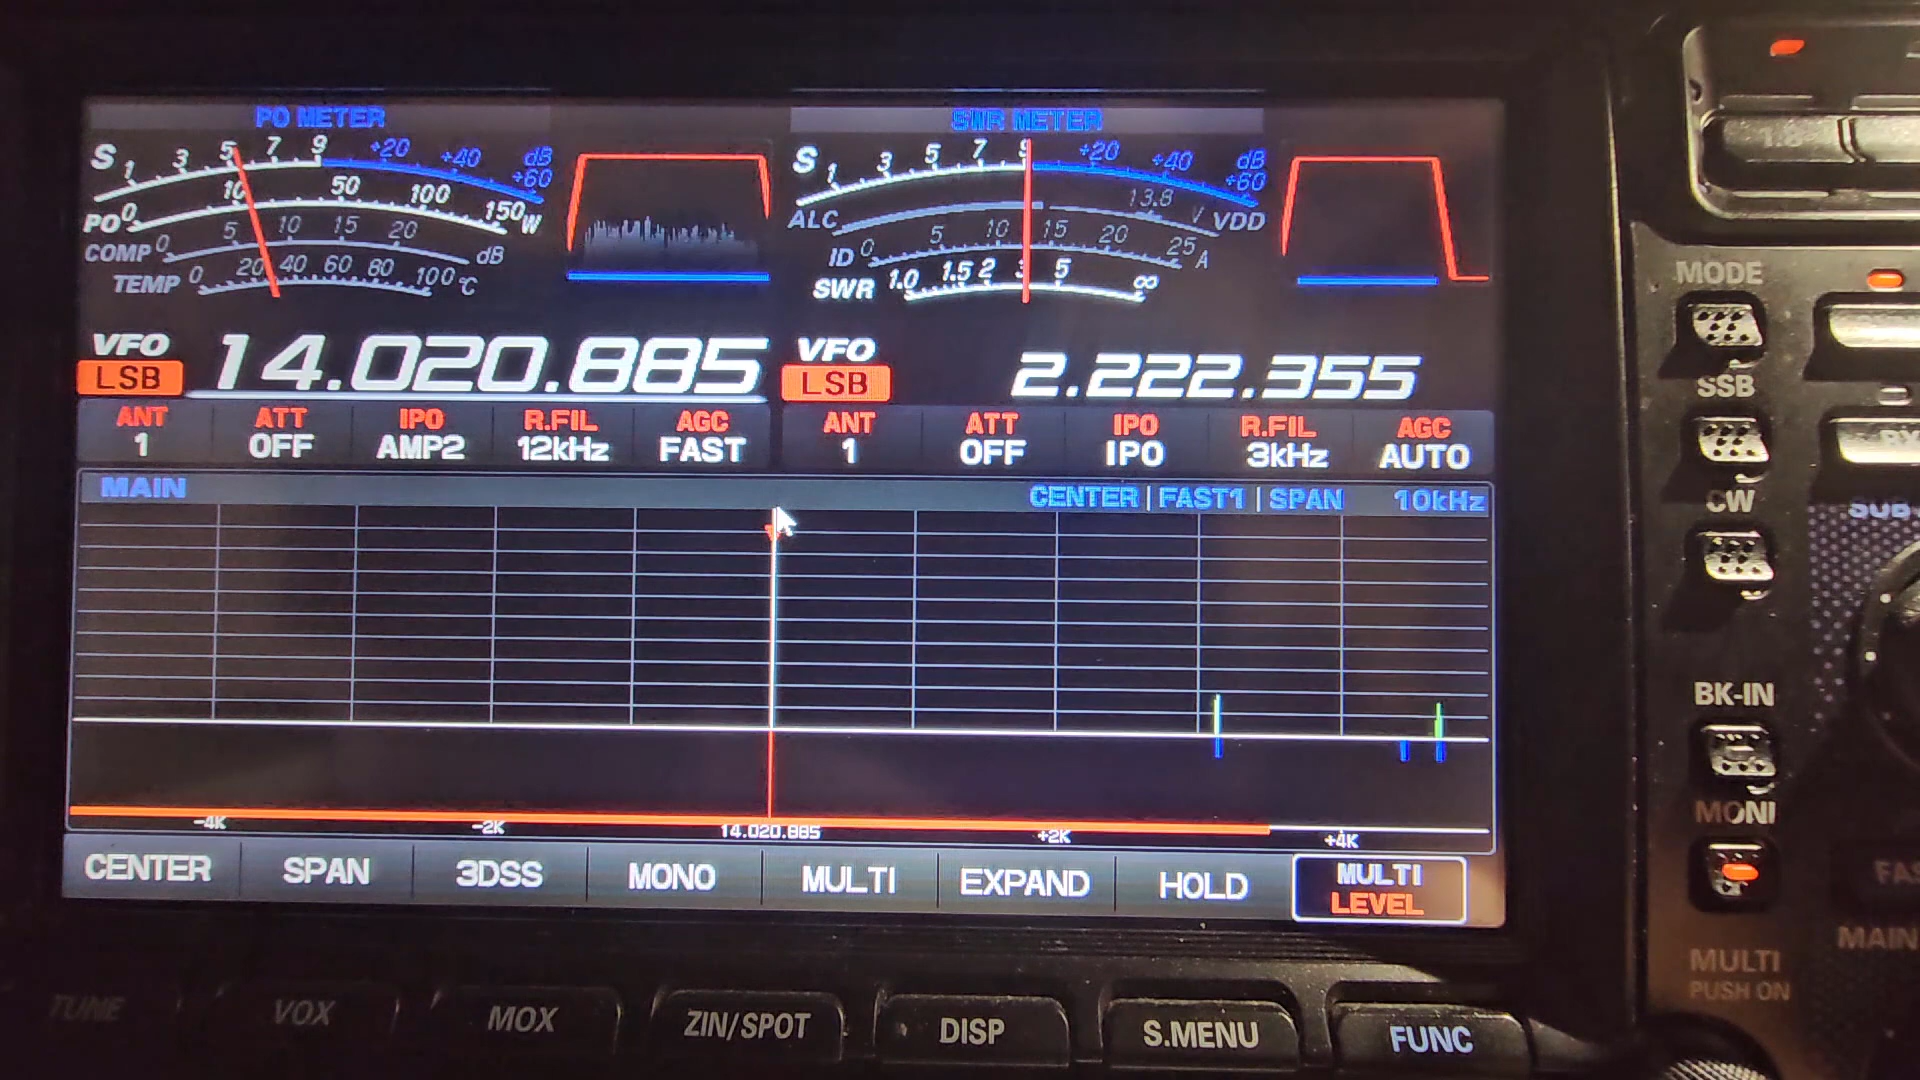 PO METER
SWR METER
S 1 3 5 7 9 +20 +40 +60 dB
PO 0 10 50 100 150 W
COMP 0 5 10 15 20 dB
TEMP 0 20 40 60 80 100 °C
S 1 3 5 7 9 +20 +40 +60 dB
ALC 13.8 V VDD
ID 0 5 10 15 20 25 A
SWR 1.0 1.5 2 3 5 ∞
VFO
LSB
14.020.885
VFO
LSB
2.222.355
ANT ATT IPO R.FIL AGC
1 OFF AMP2 12kHz FAST
ANT ATT IPO R.FIL AGC
1 OFF IPO 3kHz AUTO
MAIN
CENTER | FAST1 | SPAN 10kHz
-4K -2K 14.020.885 +2K +4K
CENTER SPAN 3DSS MONO MULTI EXPAND HOLD MULTI
LEVEL
TUNE VOX MOX ZIN/SPOT DISP S.MENU FUNC
1.8
MODE
SSB
CW
SUB
BK-IN
MONI
MAIN
MULTI
PUSH ON